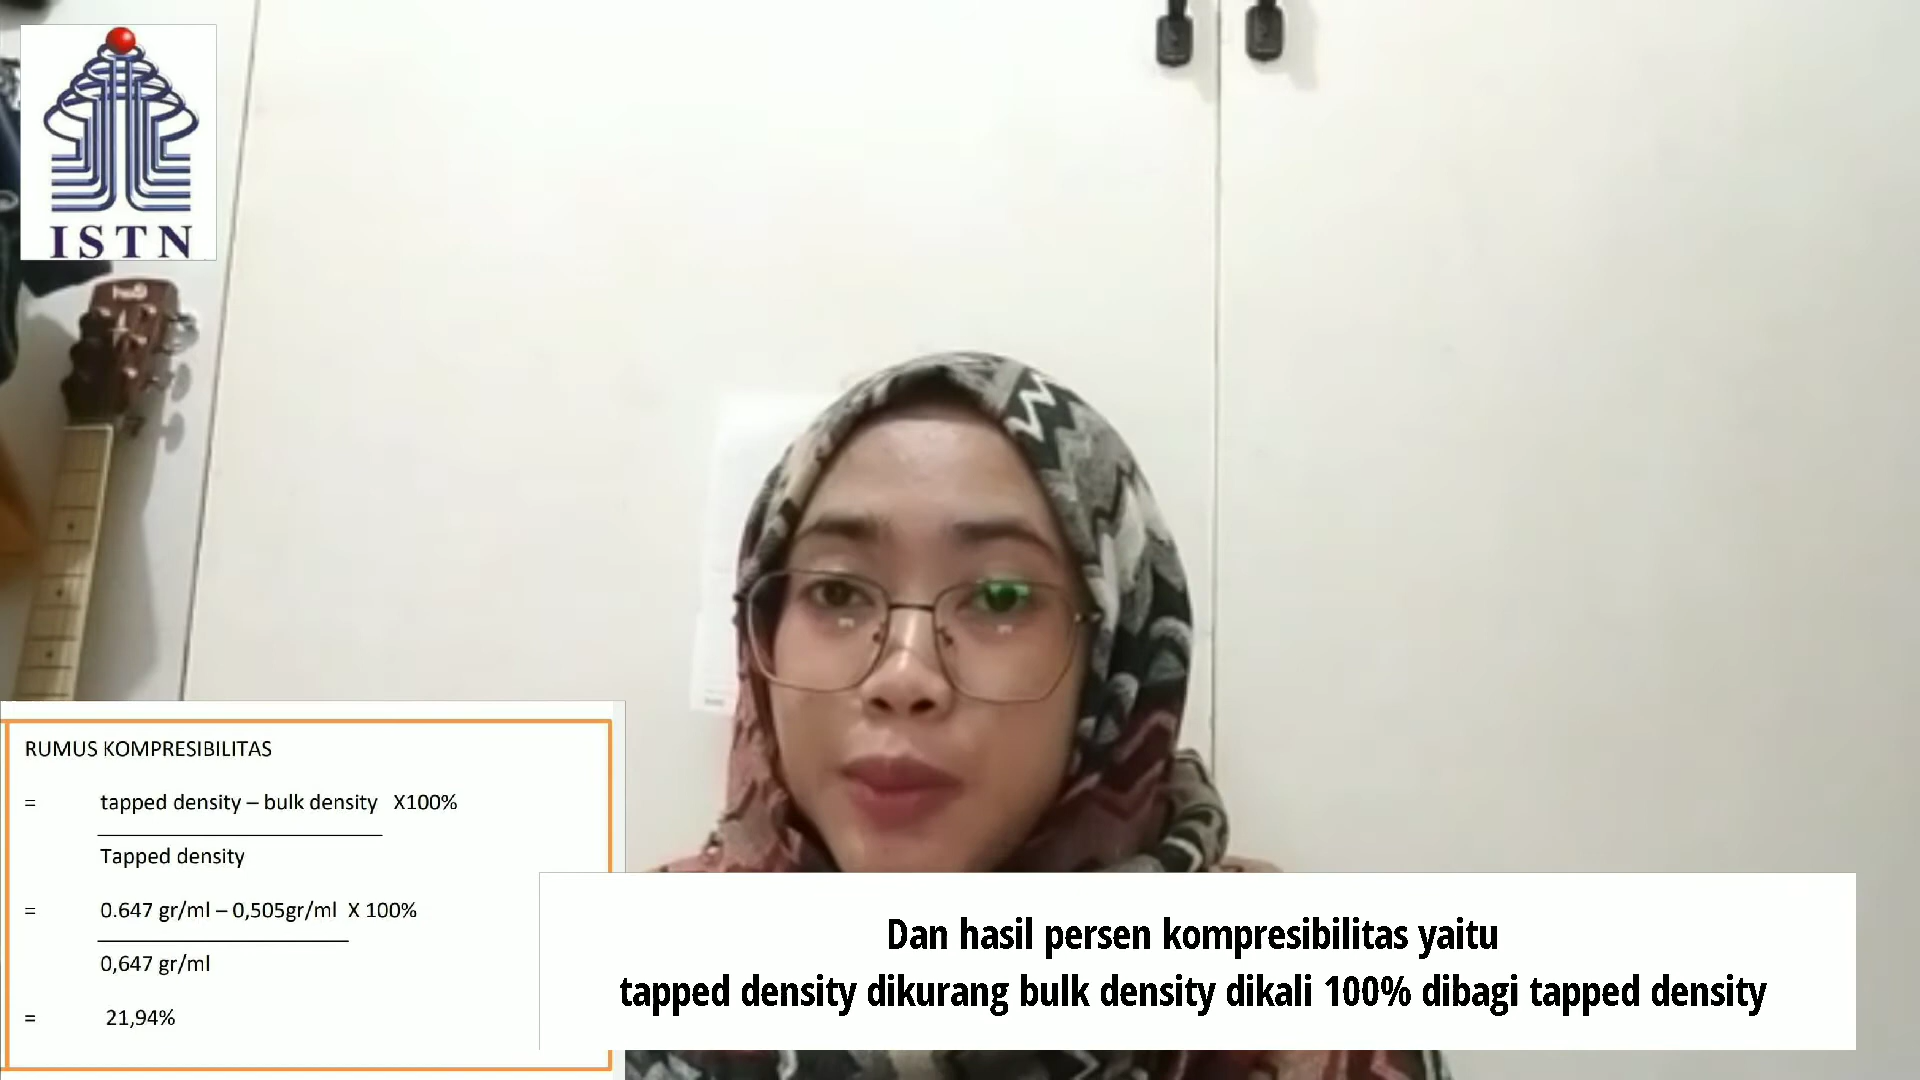 ISTN
RUMUS KOMPRESIBILITAS
= tapped density – bulk density X100%
Tapped density
= 0.647 gr/ml – 0,505gr/ml X 100%
0,647 gr/ml
= 21,94%
Dan hasil persen kompresibilitas yaitu
tapped density dikurang bulk density dikali 100% dibagi tapped density